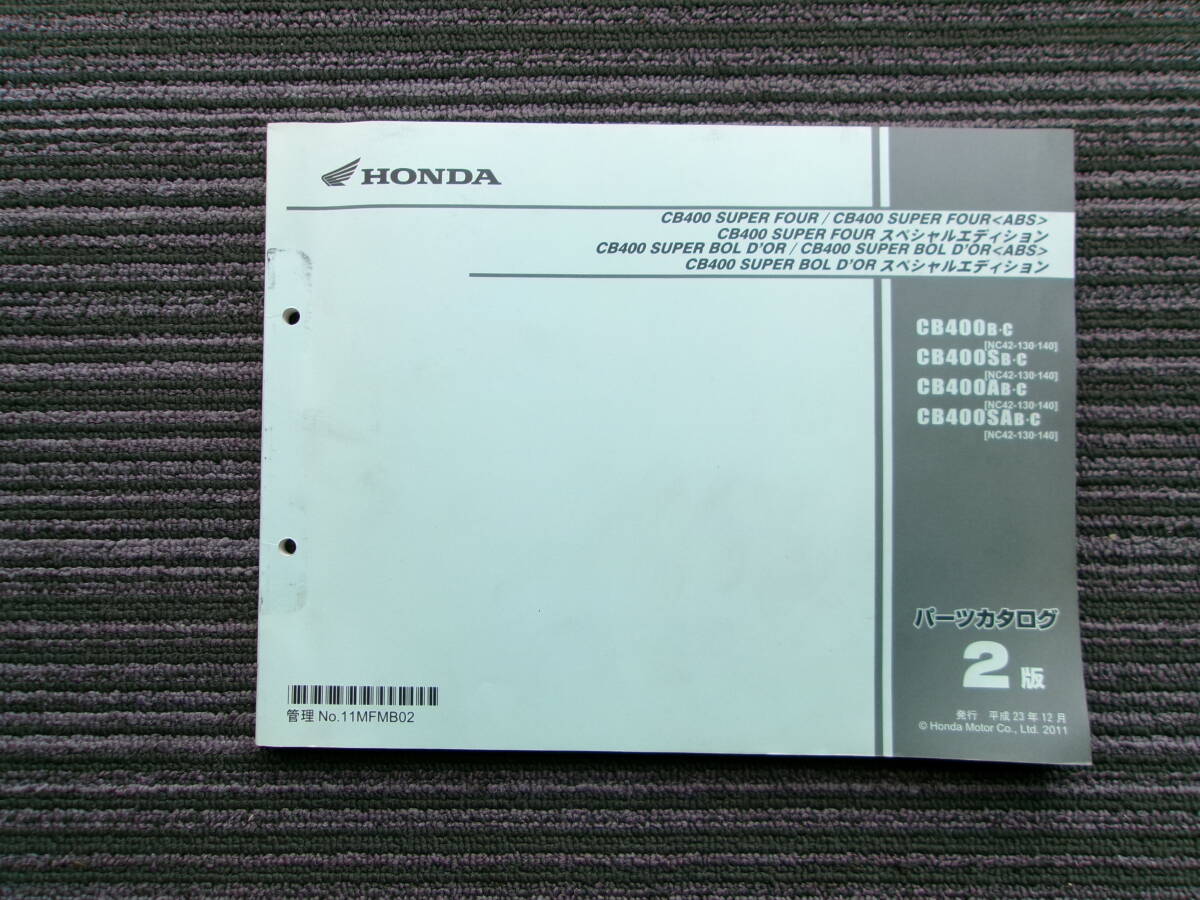 HONDA
CB400 SUPER FOUR / CB400 SUPER FOUR<ABS>
CB400 SUPER FOUR スペシャルエディション
CB400 SUPER BOL D'OR / CB400 SUPER BOL D'OR<ABS>
CB400 SUPER BOL D'OR スペシャルエディション
CB400B·C
[NC42-130·140]
CB400SB·C
[NC42-130·140]
CB400AB·C
[NC42-130·140]
CB400SAB·C
[NC42-130·140]
パーツカタログ
2版
発行 平成23年12月
© Honda Motor Co., Ltd. 2011
管理 No.11MFMB02